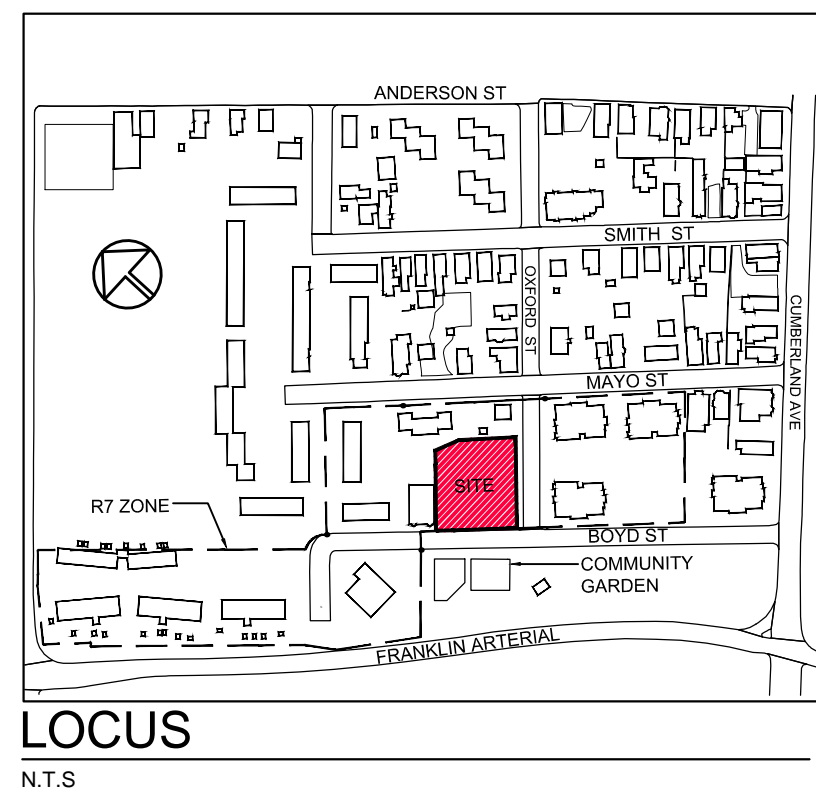 ANDERSON ST
SMITH ST
OXFORD ST
CUMBERLAND AVE
MAYO ST
SITE
R7 ZONE
BOYD ST
COMMUNITY
GARDEN
FRANKLIN ARTERIAL
LOCUS
N.T.S